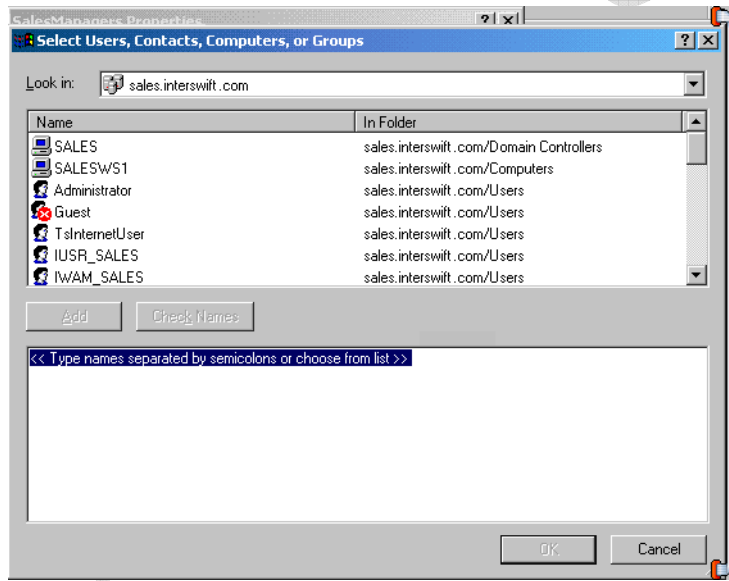 SalesManagers Properties
Select Users, Contacts, Computers, or Groups
Look in: sales.interswift.com
Name In Folder
SALES sales.interswift.com/Domain Controllers
SALESWS1 sales.interswift.com/Computers
Administrator sales.interswift.com/Users
Guest sales.interswift.com/Users
TsInternetUser sales.interswift.com/Users
IUSR_SALES sales.interswift.com/Users
IWAM_SALES sales.interswift.com/Users
Add Check Names
<< Type names separated by semicolons or choose from list >>
OK Cancel